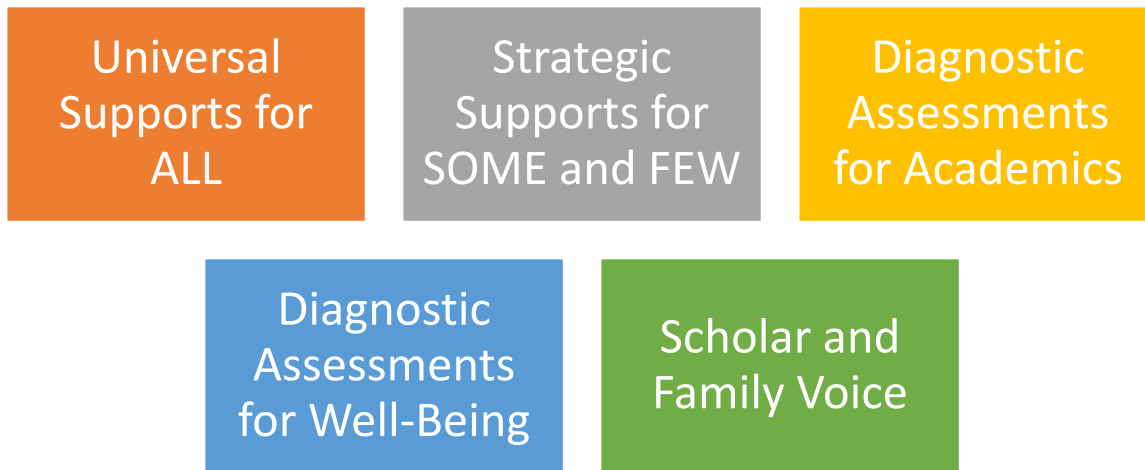 Universal
Supports for
ALL
Strategic
Supports for
SOME and FEW
Diagnostic
Assessments
for Academics
Diagnostic
Assessments
for Well-Being
Scholar and
Family Voice